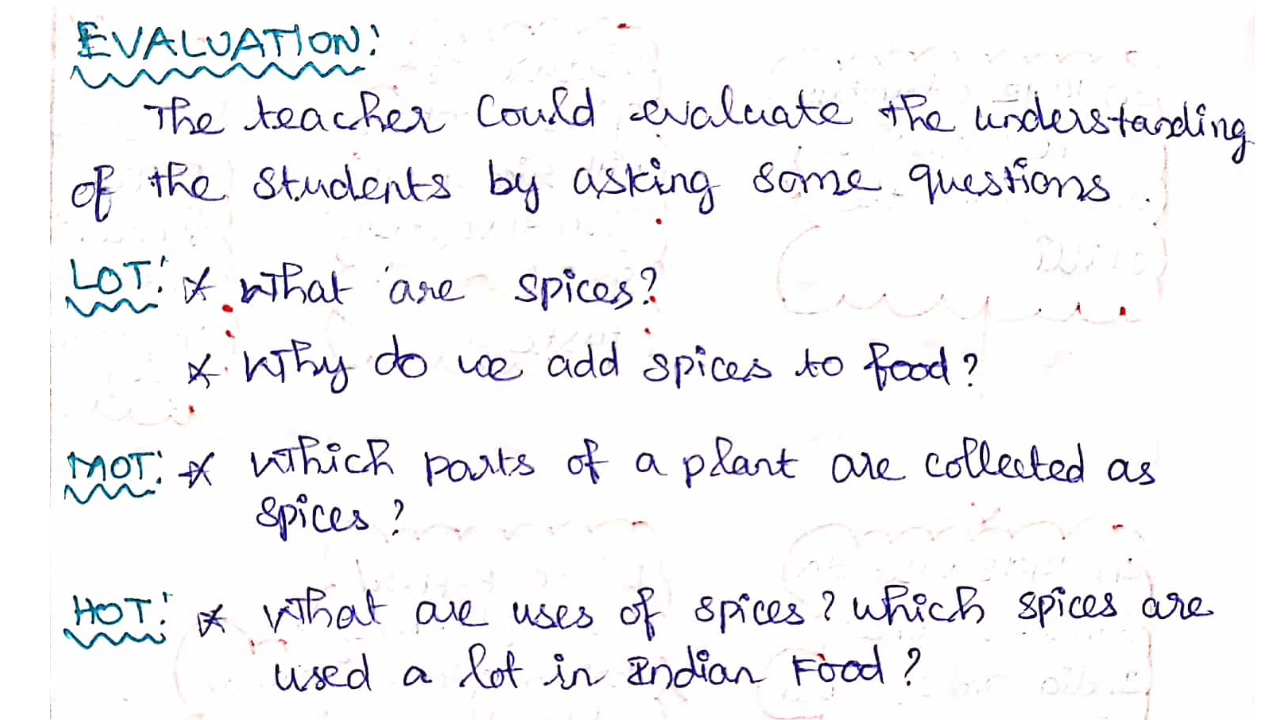 EVALUATION:
The teacher could evaluate the understanding
of the students by asking some questions.
LOT: * What are spices?
* Why do we add spices to food?
MOT: * Which parts of a plant are collected as
spices?
HOT: * What are uses of spices? which spices are
used a lot in Indian Food?